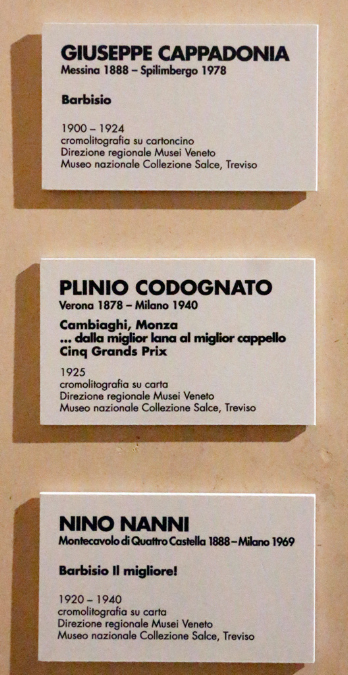 GIUSEPPE CAPPADONIA
Messina 1888 – Spilimbergo 1978
Barbisio
1900 – 1924
cromolitografia su cartoncino
Direzione regionale Musei Veneto
Museo nazionale Collezione Salce, Treviso
PLINIO CODOGNATO
Verona 1878 – Milano 1940
Cambiaghi, Monza
... dalla miglior lana al miglior cappello
Cinq Grands Prix
1925
cromolitografia su carta
Direzione regionale Musei Veneto
Museo nazionale Collezione Salce, Treviso
NINO NANNI
Montecavolo di Quattro Castella 1888 – Milano 1969
Barbisio Il migliore!
1920 – 1940
cromolitografia su carta
Direzione regionale Musei Veneto
Museo nazionale Collezione Salce, Treviso